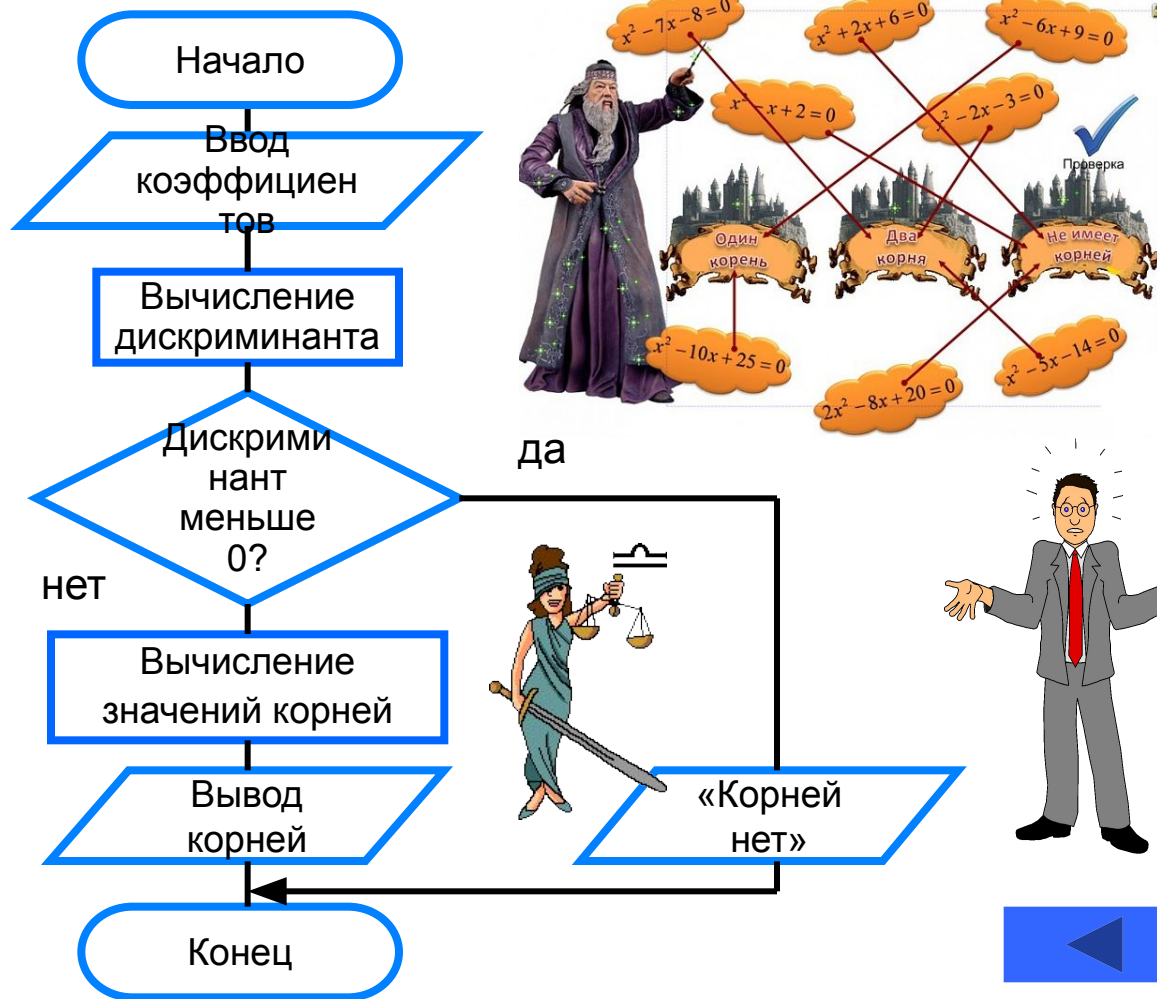 Начало
Ввод
коэффициен
тов
Вычисление
дискриминанта
Дискрими
нант
меньше
0?
да
нет
Вычисление
значений корней
Вывод
корней
«Корней
нет»
Конец
x² − 7x − 8 = 0
x² + 2x + 6 = 0
x² − 6x + 9 = 0
x² − x + 2 = 0
x² − 2x − 3 = 0
Проверка
Один
корень
Два
корня
Не имеет
корней
x² − 10x + 25 = 0
2x² − 8x + 20 = 0
x² − 5x − 14 = 0